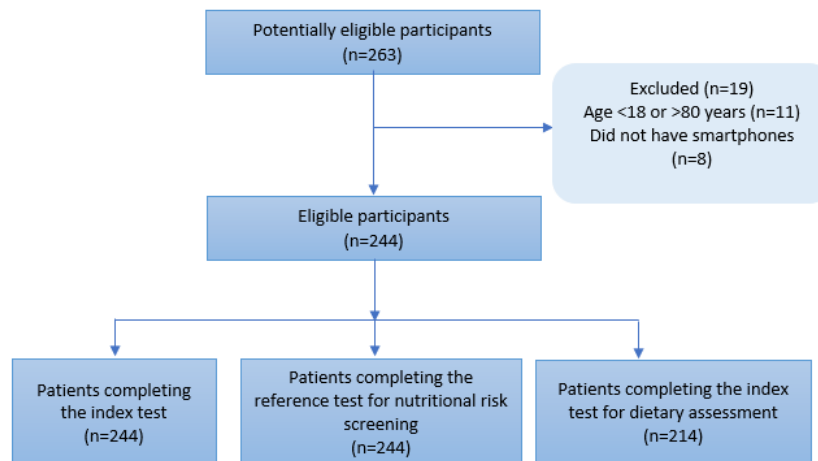 Potentially eligible participants
(n=263)
Excluded (n=19)
Age <18 or >80 years (n=11)
Did not have smartphones
(n=8)
Eligible participants
(n=244)
Patients completing
the index test
(n=244)
Patients completing the
reference test for nutritional risk
screening
(n=244)
Patients completing the index
test for dietary assessment
(n=214)